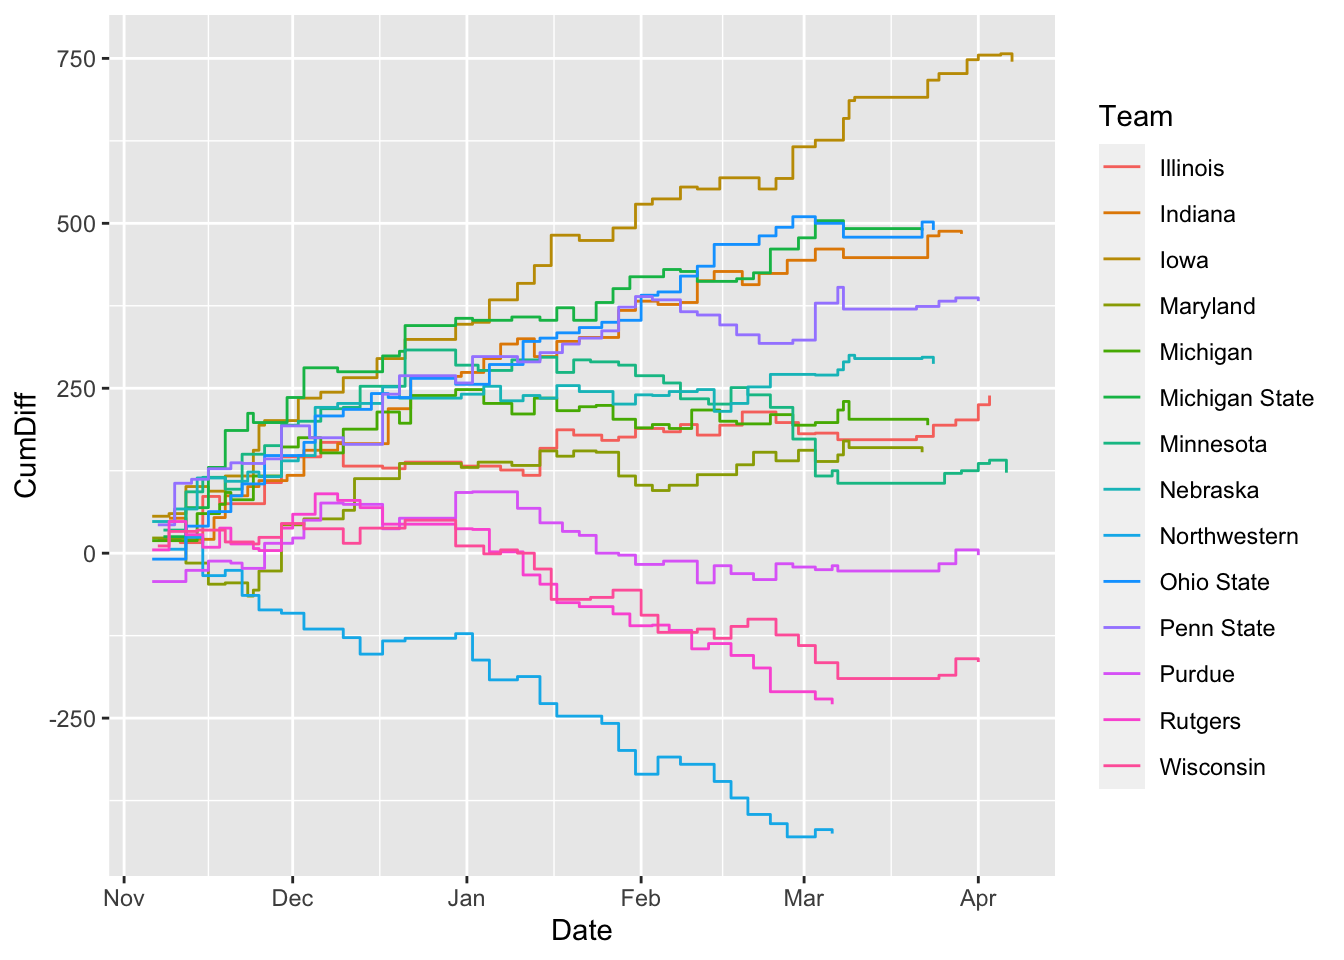 750
500
250
0
-250
CumDiff
Nov Dec Jan Feb Mar Apr
Date
Team
Illinois
Indiana
Iowa
Maryland
Michigan
Michigan State
Minnesota
Nebraska
Northwestern
Ohio State
Penn State
Purdue
Rutgers
Wisconsin